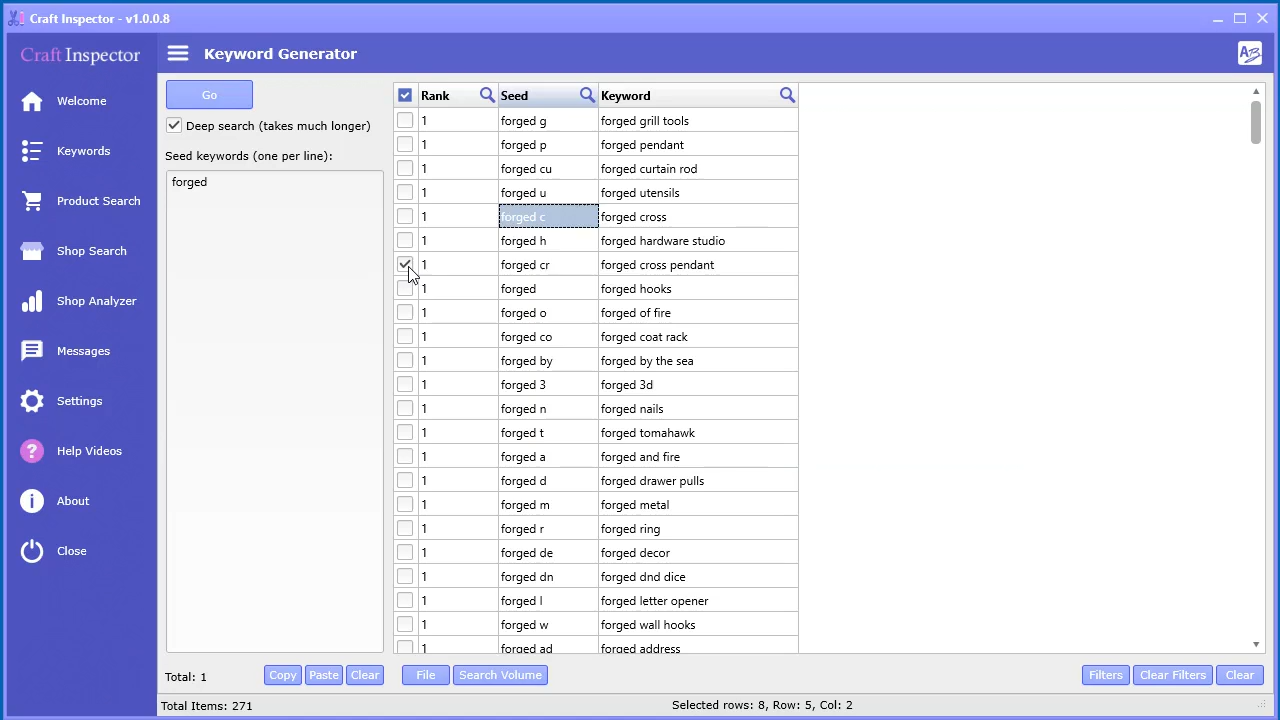 Craft Inspector - v1.0.0.8
Craft Inspector
Keyword Generator
Welcome
Keywords
Product Search
Shop Search
Shop Analyzer
Messages
Settings
Help Videos
About
Close
Go
Deep search (takes much longer)
Seed keywords (one per line):
forged
Rank Seed Keyword
1 forged g forged grill tools
1 forged p forged pendant
1 forged cu forged curtain rod
1 forged u forged utensils
1 forged c forged cross
1 forged h forged hardware studio
1 forged cr forged cross pendant
1 forged forged hooks
1 forged o forged of fire
1 forged co forged coat rack
1 forged by forged by the sea
1 forged 3 forged 3d
1 forged n forged nails
1 forged t forged tomahawk
1 forged a forged and fire
1 forged d forged drawer pulls
1 forged m forged metal
1 forged r forged ring
1 forged de forged decor
1 forged dn forged dnd dice
1 forged l forged letter opener
1 forged w forged wall hooks
1 forged ad forged address
Total: 1 Copy Paste Clear File Search Volume Filters Clear Filters Clear
Total Items: 271 Selected rows: 8, Row: 5, Col: 2